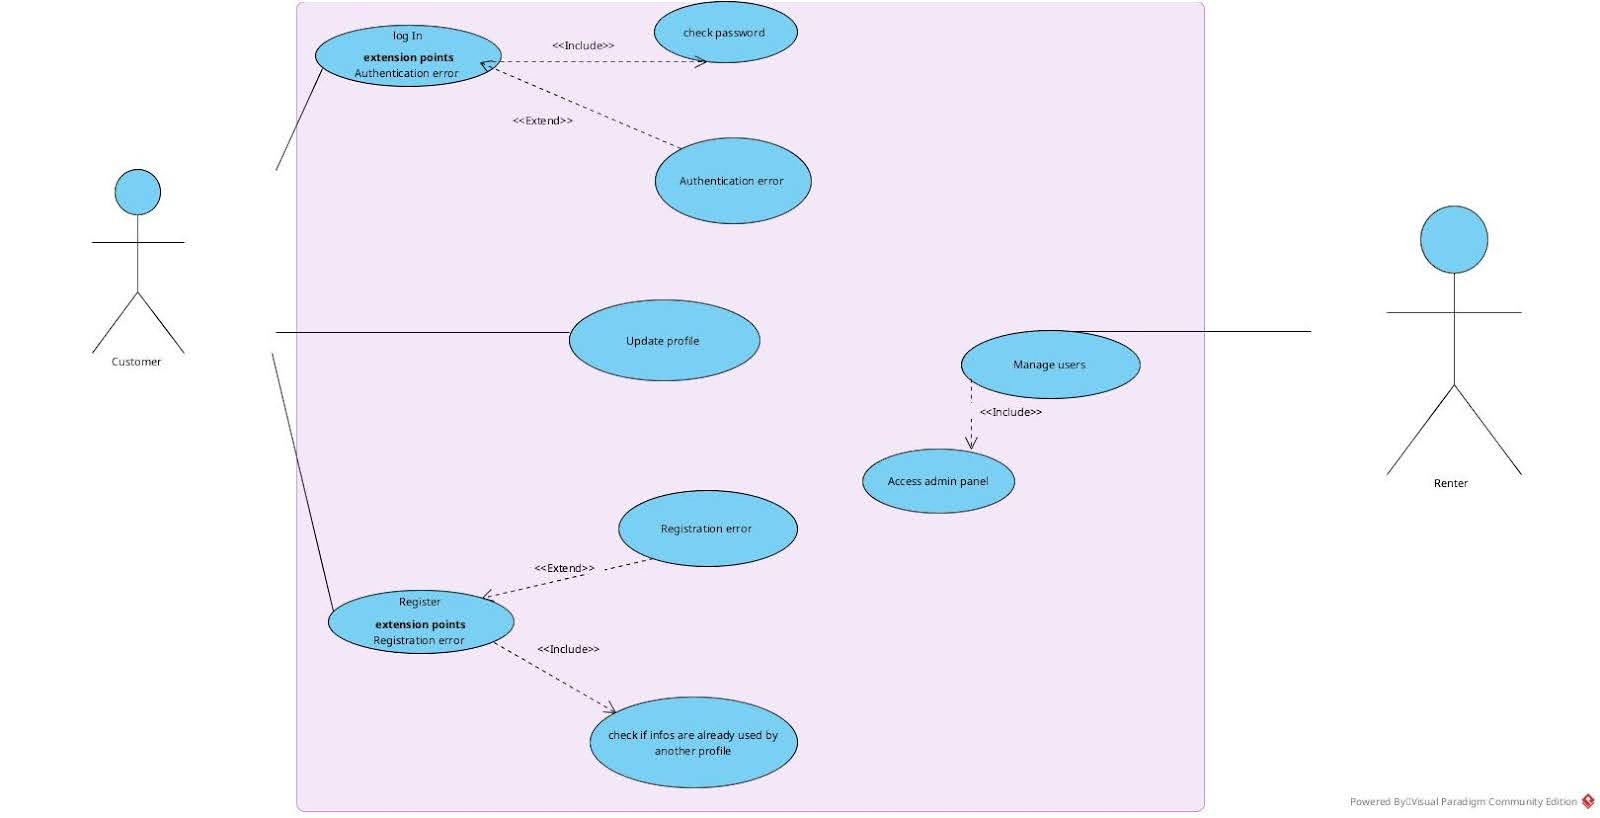 log In
extension points
Authentication error
<<Include>>
check password
<<Extend>>
Authentication error
Customer
Update profile
Manage users
<<Include>>
Access admin panel
Renter
Registration error
<<Extend>>
Register
extension points
Registration error
<<Include>>
check if infos are already used by
another profile
Powered By▯Visual Paradigm Community Edition